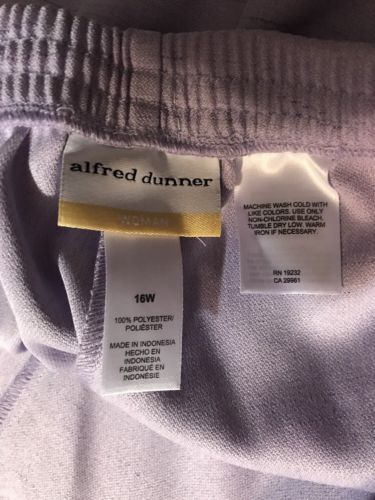 alfred dunner
WOMAN
16W
100% POLYESTER/
POLIÉSTER
MADE IN INDONESIA
HECHO EN
INDONESIA
FABRIQUÉ EN
INDONÉSIE
MACHINE WASH COLD WITH
LIKE COLORS. USE ONLY
NON-CHLORINE BLEACH.
TUMBLE DRY LOW. WARM
IRON IF NECESSARY.
RN 19232
CA 29961